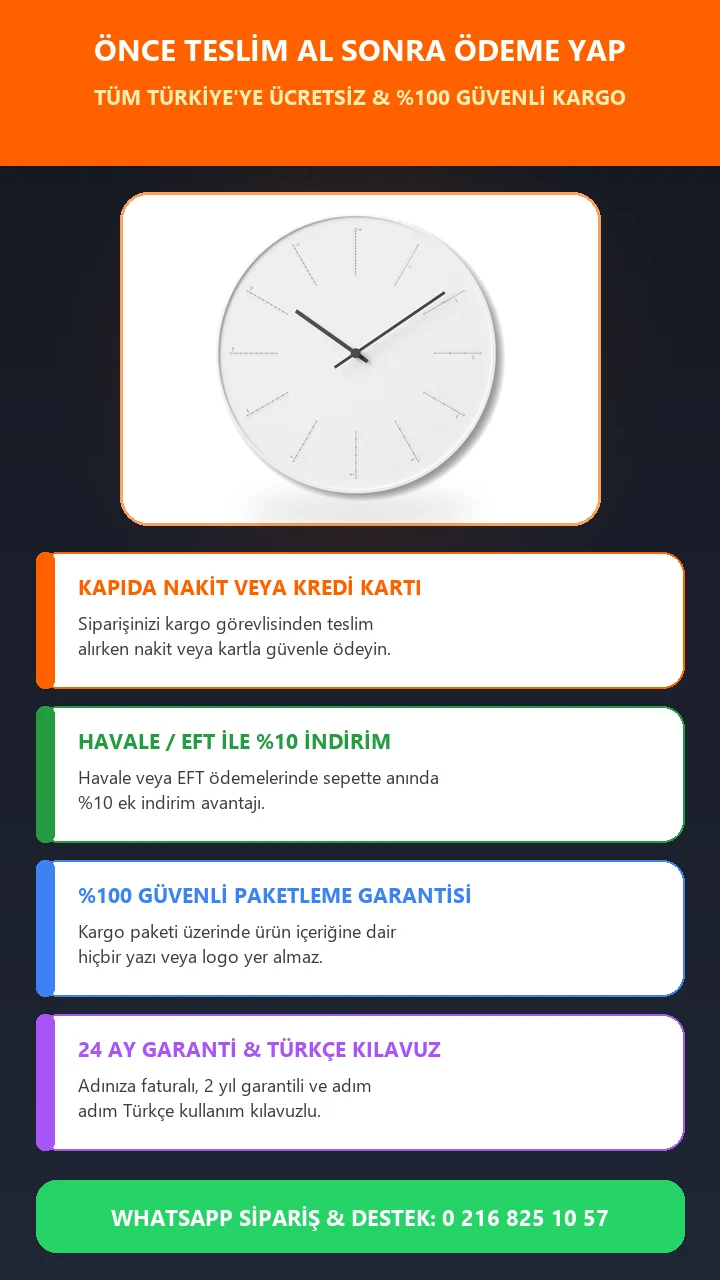 ÖNCE TESLİM AL SONRA ÖDEME YAP
TÜM TÜRKİYE'YE ÜCRETSİZ & %100 GÜVENLİ KARGO
KAPIDA NAKİT VEYA KREDİ KARTI
Siparişinizi kargo görevlisinden teslim
alırken nakit veya kartla güvenle ödeyin.
HAVALE / EFT İLE %10 İNDİRİM
Havale veya EFT ödemelerinde sepette anında
%10 ek indirim avantajı.
%100 GÜVENLİ PAKETLEME GARANTİSİ
Kargo paketi üzerinde ürün içeriğine dair
hiçbir yazı veya logo yer almaz.
24 AY GARANTİ & TÜRKÇE KILAVUZ
Adınıza faturalı, 2 yıl garantili ve adım
adım Türkçe kullanım kılavuzlu.
WHATSAPP SİPARİŞ & DESTEK: 0 216 825 10 57